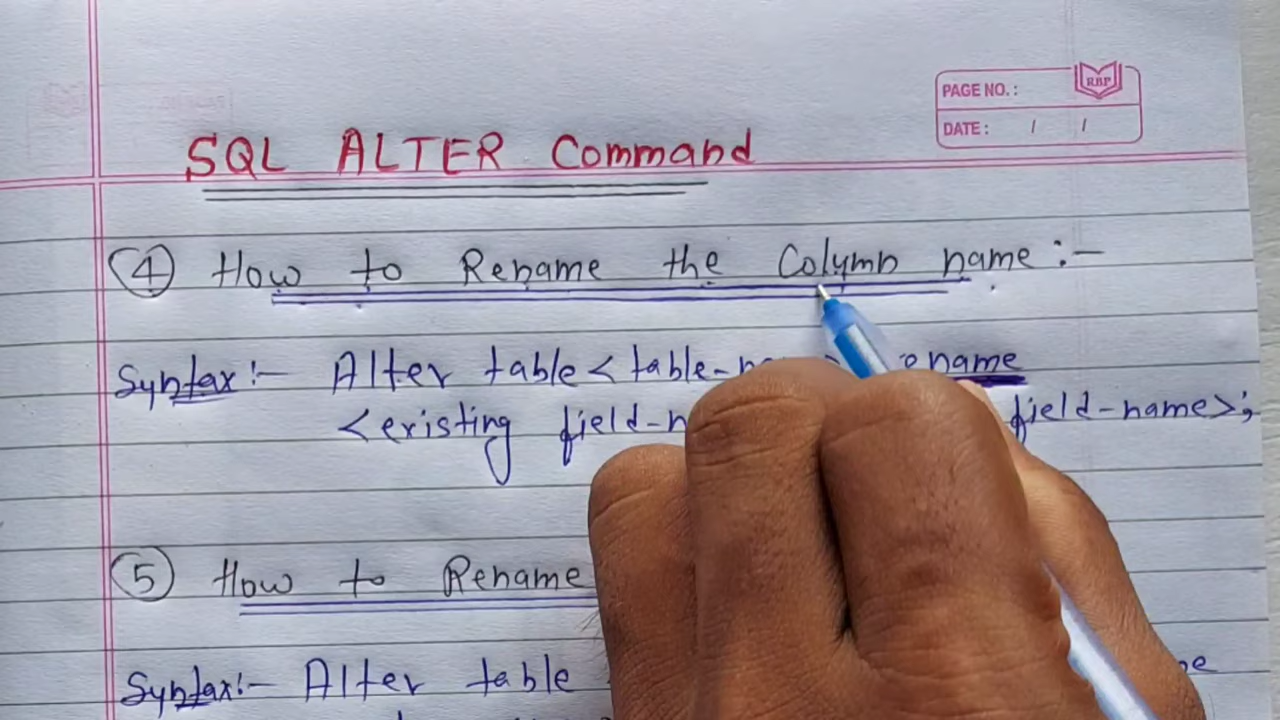 PAGE NO. :
RBP
DATE : / /
SQL ALTER Command
④ How to Rename the Column name :-
Syntax :- Alter table < table-
<existing field-n field-name>;
⑤ How to Rename
Syntax :- Alter table